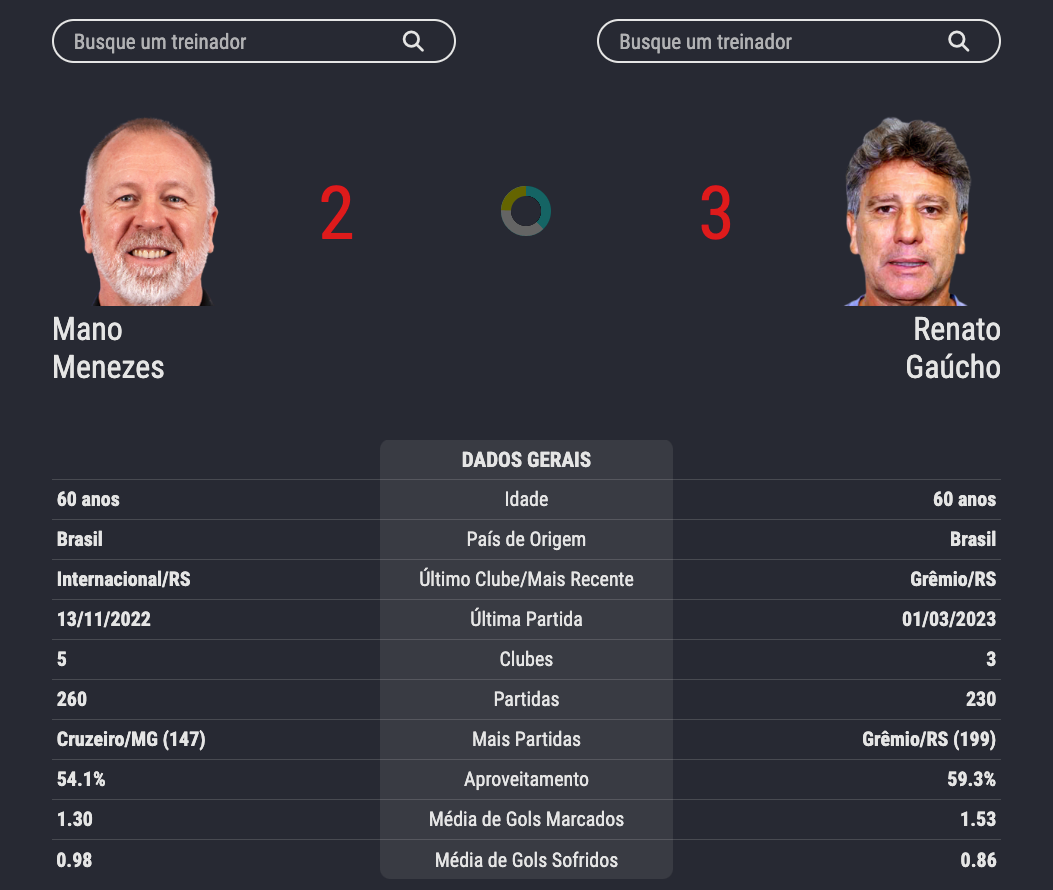 Busque um treinador
Busque um treinador
2
3
Mano
Menezes
Renato
Gaúcho
DADOS GERAIS
60 anos Idade 60 anos
Brasil País de Origem Brasil
Internacional/RS Último Clube/Mais Recente Grêmio/RS
13/11/2022 Última Partida 01/03/2023
5 Clubes 3
260 Partidas 230
Cruzeiro/MG (147) Mais Partidas Grêmio/RS (199)
54.1% Aproveitamento 59.3%
1.30 Média de Gols Marcados 1.53
0.98 Média de Gols Sofridos 0.86